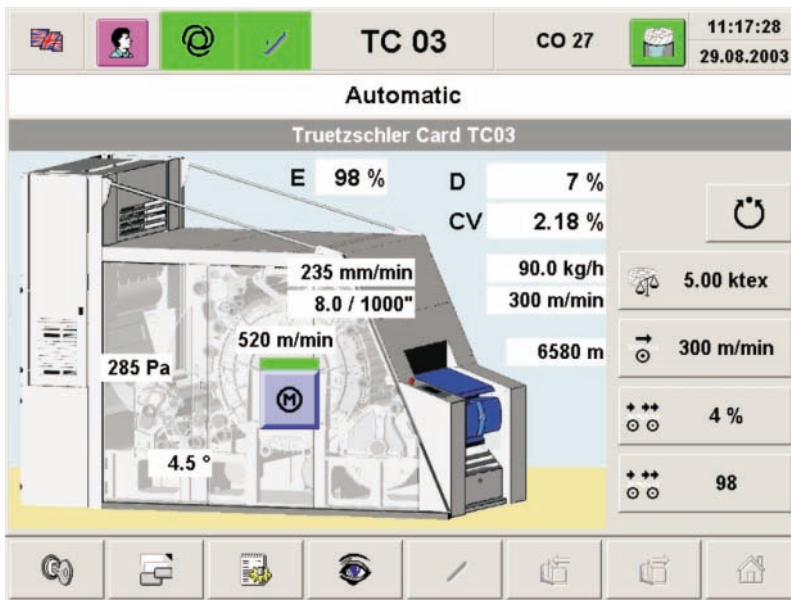 TC 03
CO 27
11:17:28
29.08.2003
Automatic
Truetzschler Card TC03
E 98 %
D 7 %
CV 2.18 %
235 mm/min
8.0 / 1000"
90.0 kg/h
300 m/min
520 m/min
6580 m
285 Pa
M
4.5 °
5.00 ktex
300 m/min
4 %
98